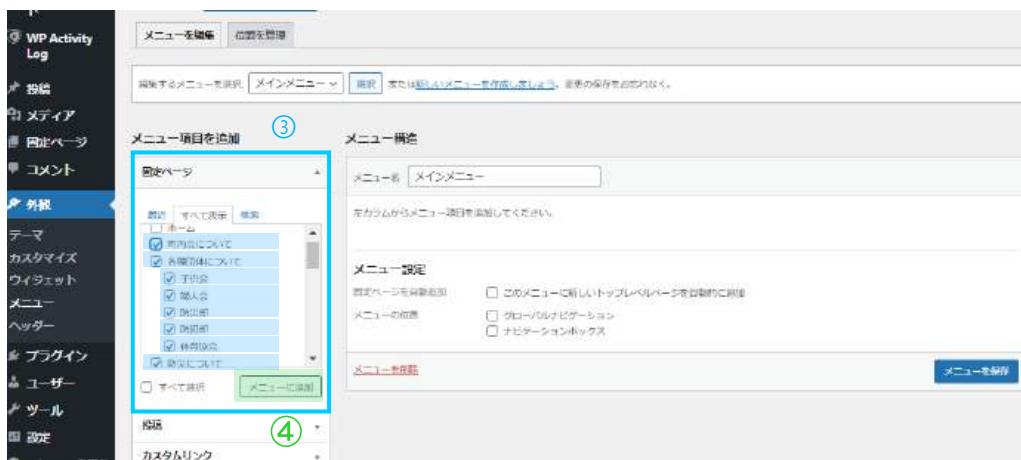 WP Activity
Log
投稿
メディア
固定ページ
コメント
外観
テーマ
カスタマイズ
ウィジェット
メニュー
ヘッダー
プラグイン
ユーザー
ツール
設定
メニューを編集
位置を管理
編集するメニューを選択 メインメニュー 選択 または新しいメニューを作成しましょう。変更の保存をお忘れなく。
メニュー項目を追加
③
固定ページ
最近 すべて表示 検索
ホーム
町内会について
各種団体について
子供会
婦人会
防災部
防犯部
体育協会
防災について
すべて選択
メニューに追加
④
投稿
カスタムリンク
メニュー構造
メニュー名 メインメニュー
左カラムからメニュー項目を追加してください。
メニュー設定
固定ページを自動追加 このメニューに新しいトップレベルページを自動的に追加
メニューの位置 グローバルナビゲーション
ナビゲーションボックス
メニューを削除
メニューを保存